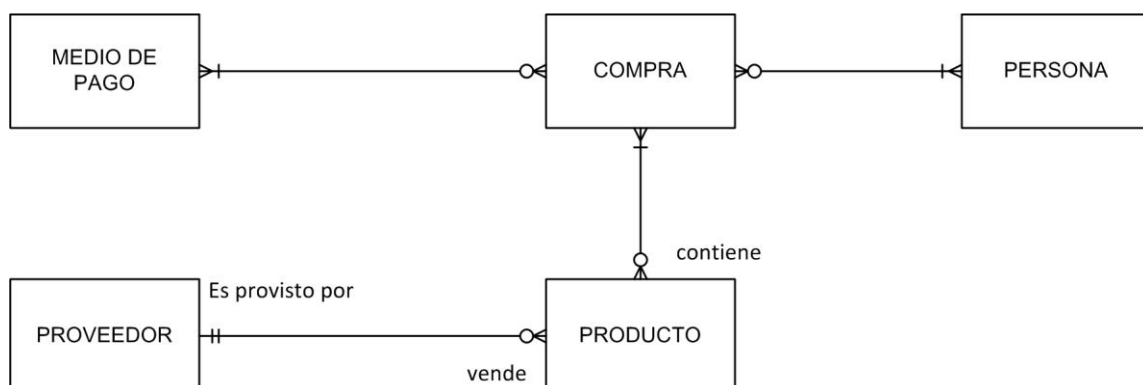 MEDIO DE
PAGO
COMPRA
PERSONA
contiene
Es provisto por
PROVEEDOR
PRODUCTO
vende